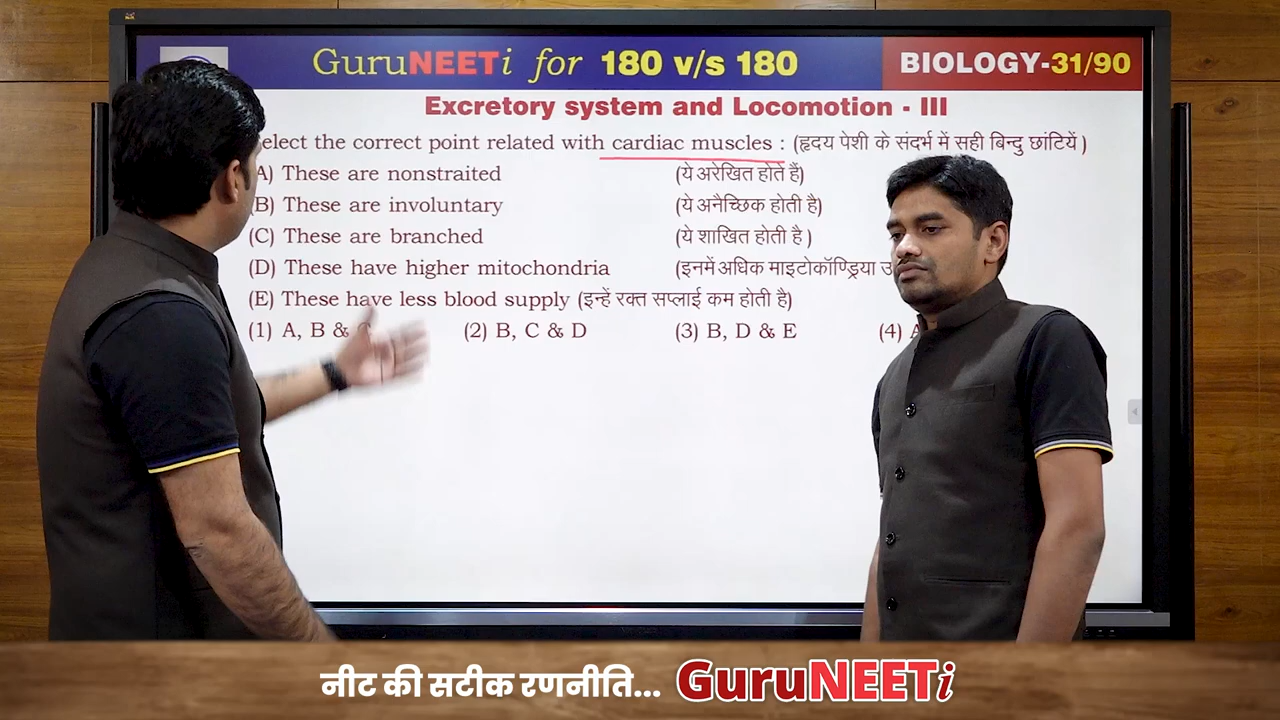 GuruNEETi for 180 v/s 180 BIOLOGY-31/90
Excretory system and Locomotion - III
elect the correct point related with cardiac muscles : (हृदय पेशी के संदर्भ में सही बिन्दु छांटियें )
A) These are nonstraited (ये अरेखित होते हैं)
(B) These are involuntary (ये अनैच्छिक होती है)
(C) These are branched (ये शाखित होती है )
(D) These have higher mitochondria (इनमें अधिक माइटोकॉण्ड्रिया
(E) These have less blood supply (इन्हें रक्त सप्लाई कम होती है)
(1) A, B & (2) B, C & D (3) B, D & E (4)
नीट की सटीक रणनीति... GuruNEETi